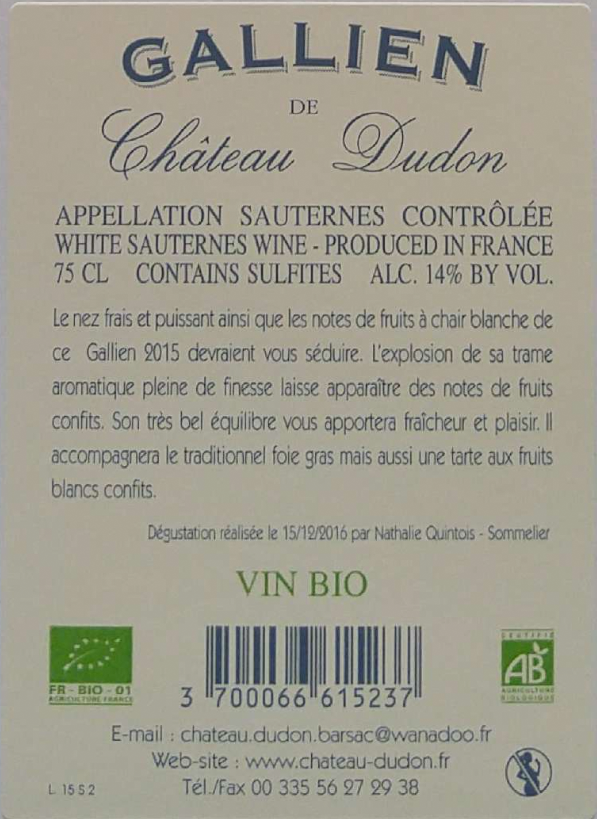 GALLIEN
DE
Château Dudon
APPELLATION SAUTERNES CONTRÔLÉE
WHITE SAUTERNES WINE - PRODUCED IN FRANCE
75 CL CONTAINS SULFITES ALC. 14% BY VOL.
Le nez frais et puissant ainsi que les notes de fruits à chair blanche de
ce Gallien 2015 devraient vous séduire. L'explosion de sa trame
aromatique pleine de finesse laisse apparaître des notes de fruits
confits. Son très bel équilibre vous apportera fraîcheur et plaisir. Il
accompagnera le traditionnel foie gras mais aussi une tarte aux fruits
blancs confits.
Dégustation réalisée le 15/12/2016 par Nathalie Quintois - Sommelier
VIN BIO
FR - BIO - 01
AGRICULTURE FRANCE
3 700066 615237
CERTIFIÉ
AB
AGRICULTURE
BIOLOGIQUE
E-mail : chateau.dudon.barsac@wanadoo.fr
Web-site : www.chateau-dudon.fr
Tél./Fax 00 335 56 27 29 38
L 15 S 2